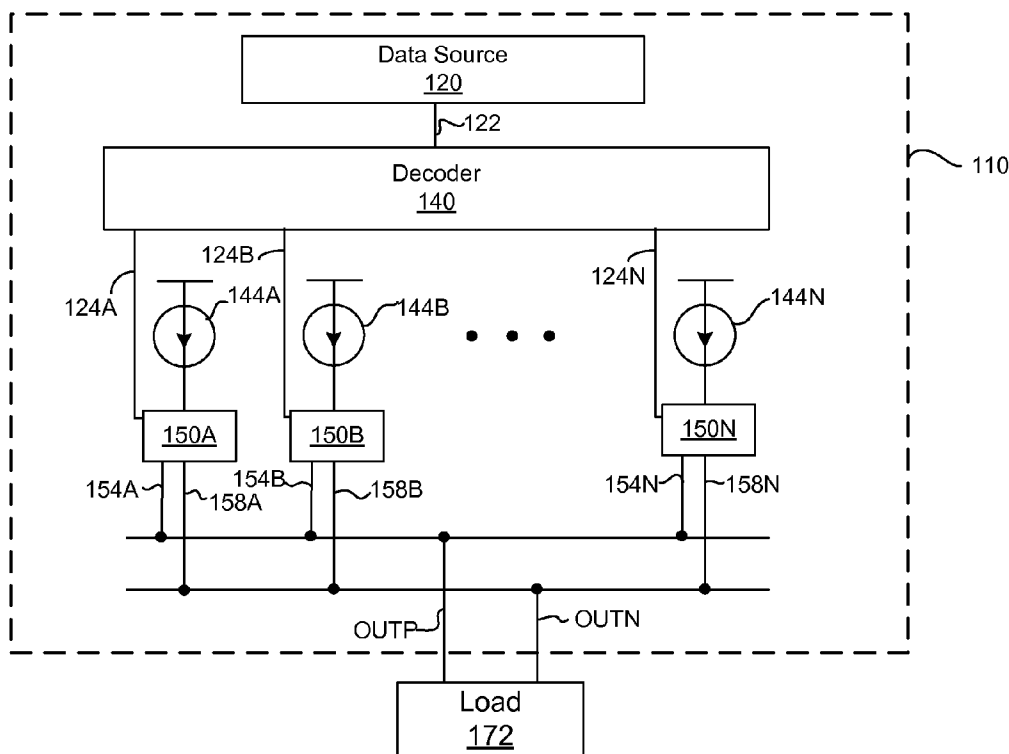 Data Source
120
122
Decoder
140
110
124A
124B
124N
144A
144B
144N
150A
150B
150N
154A
158A
154B
158B
154N
158N
OUTP
OUTN
Load
172